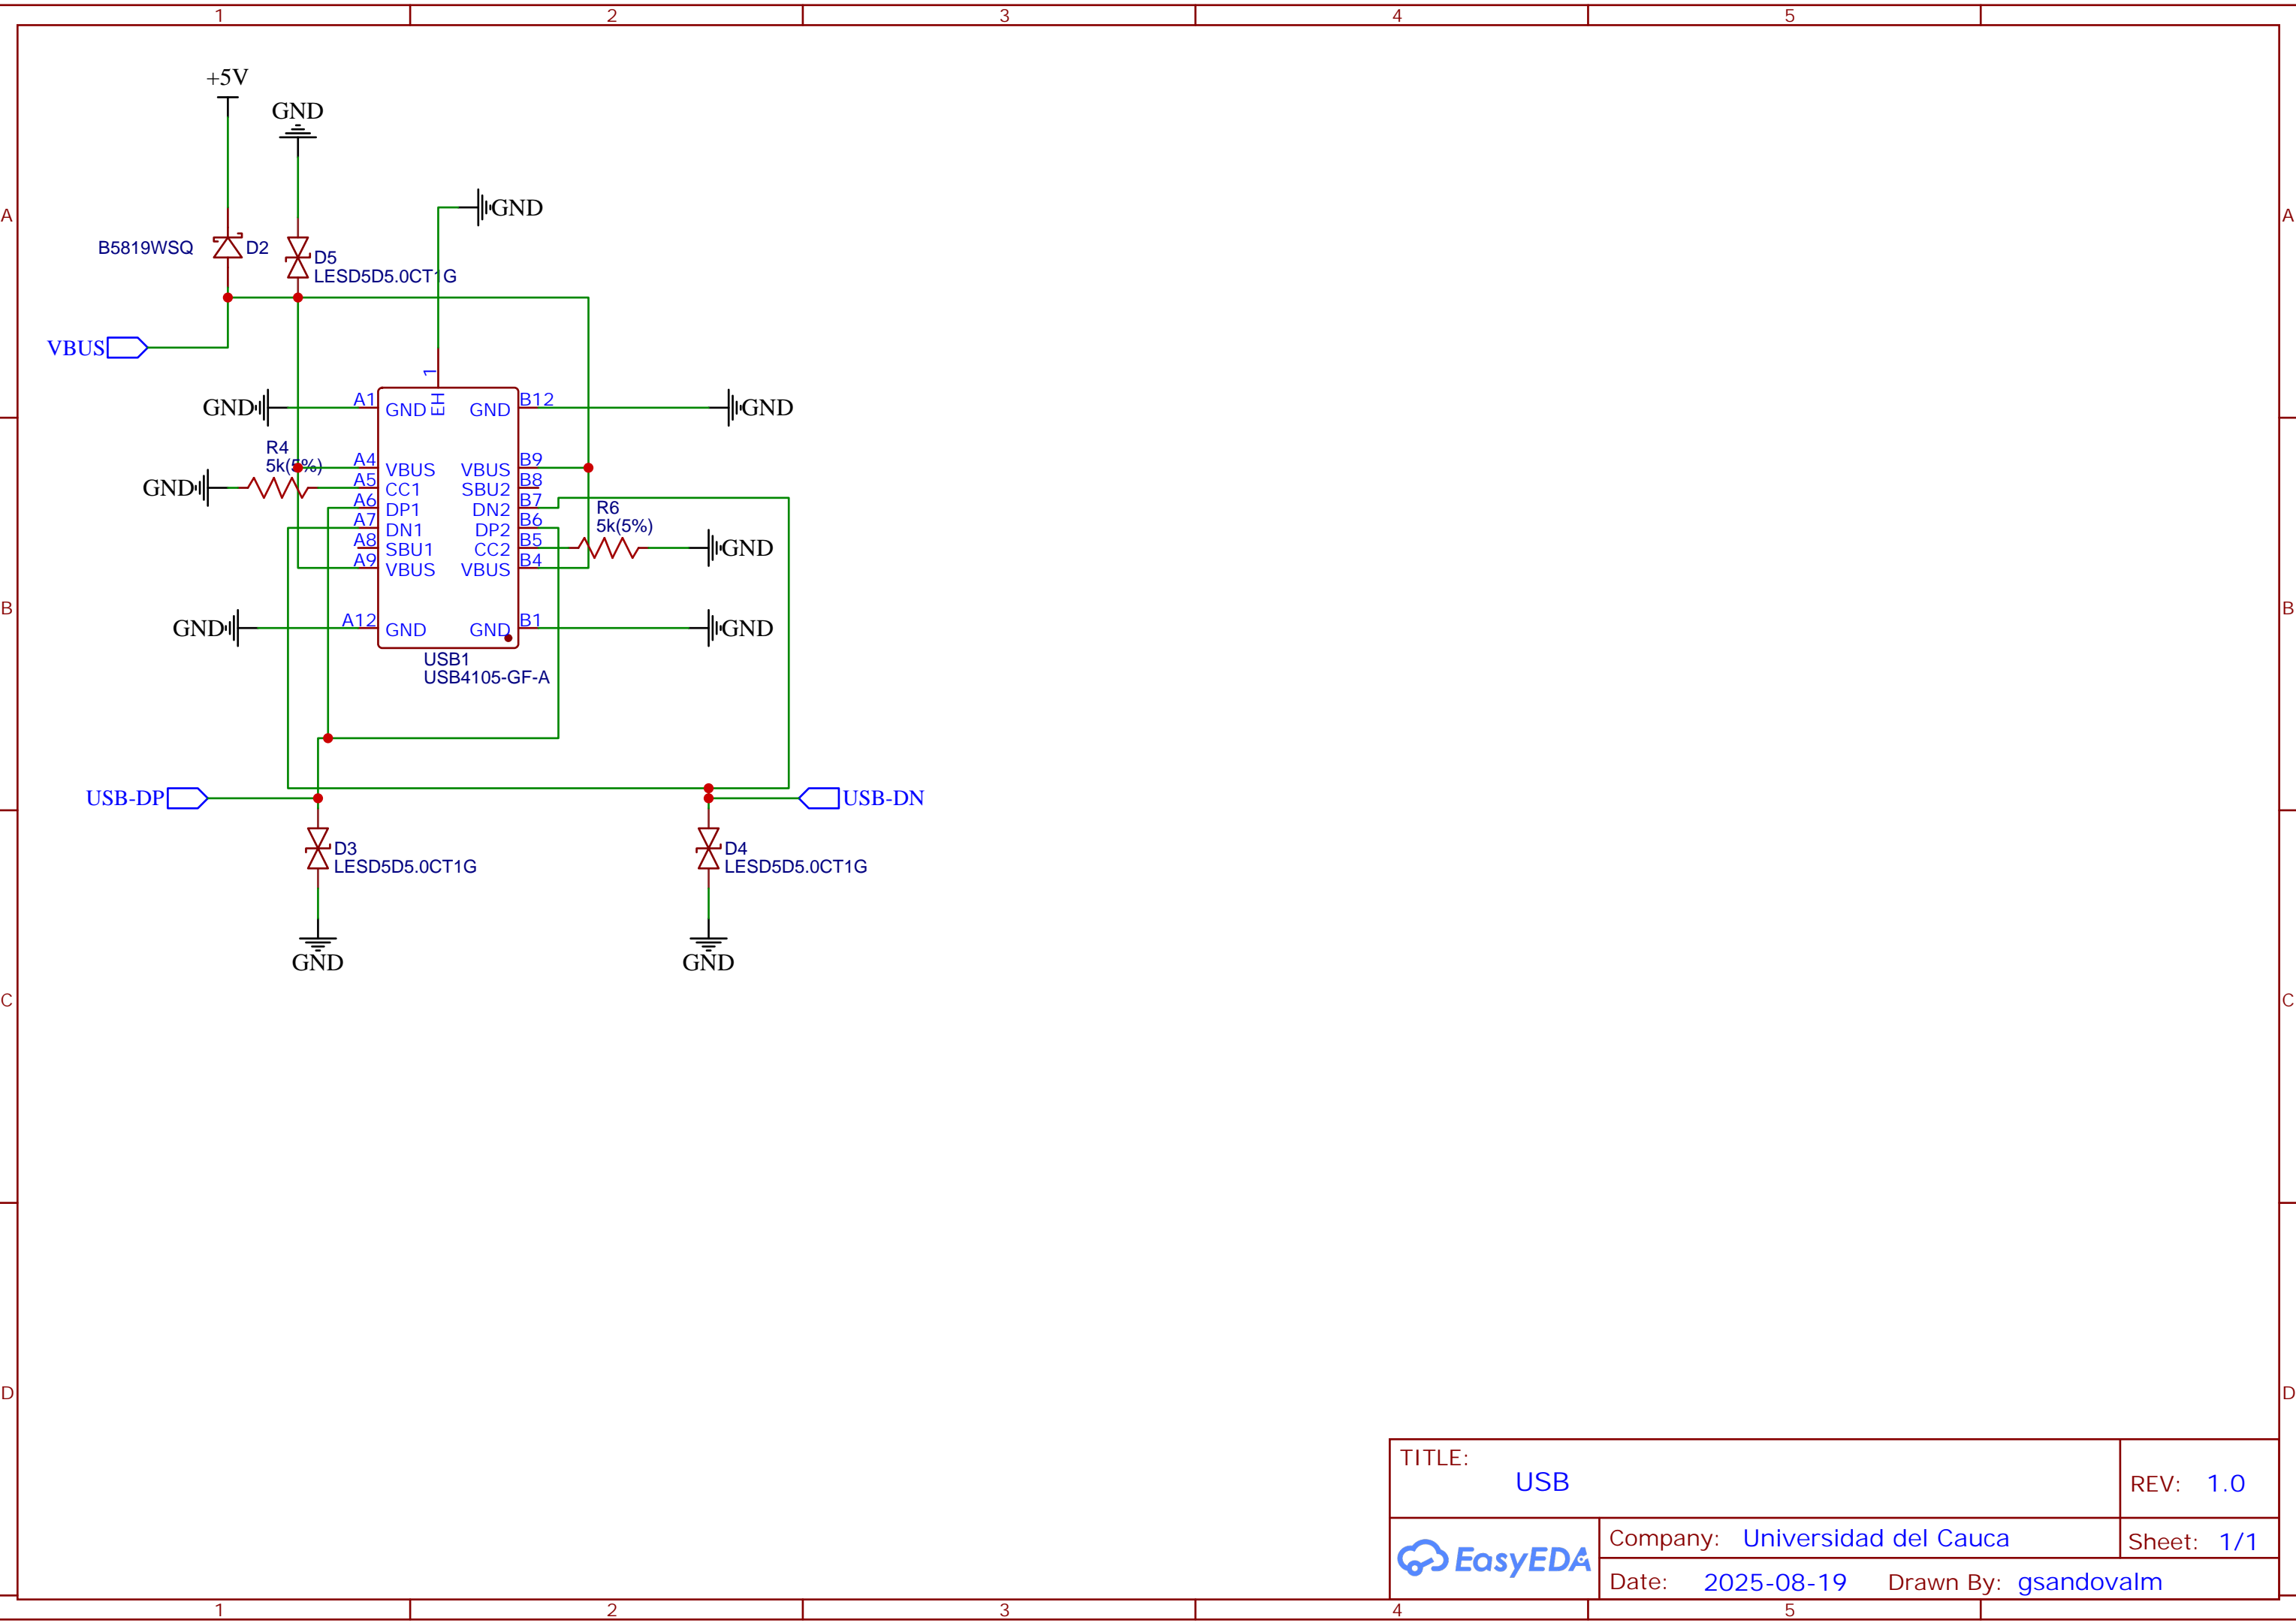 1 2 3 4 5
+5V
GND
GND
A A
B5819WSQ D2
D5
LESD5D5.0CT1G
VBUS
1
EH
GND A1 GND GND B12 GND
R4
5k(5%)
A4 VBUS VBUS B9
GND A5 CC1 SBU2 B8
A6 DP1 DN2 B7
R6
5k(5%)
A7 DN1 DP2 B6
A8 SBU1 CC2 B5 GND
A9 VBUS VBUS B4
B B
GND A12 GND GND B1 GND
USB1
USB4105-GF-A
USB-DP USB-DN
D3 D4
LESD5D5.0CT1G LESD5D5.0CT1G
GND GND
C C
D D
TITLE:
USB
REV: 1.0
EasyEDA
Company: Universidad del Cauca
Sheet: 1/1
Date: 2025-08-19 Drawn By: gsandovalm
1 2 3 4 5